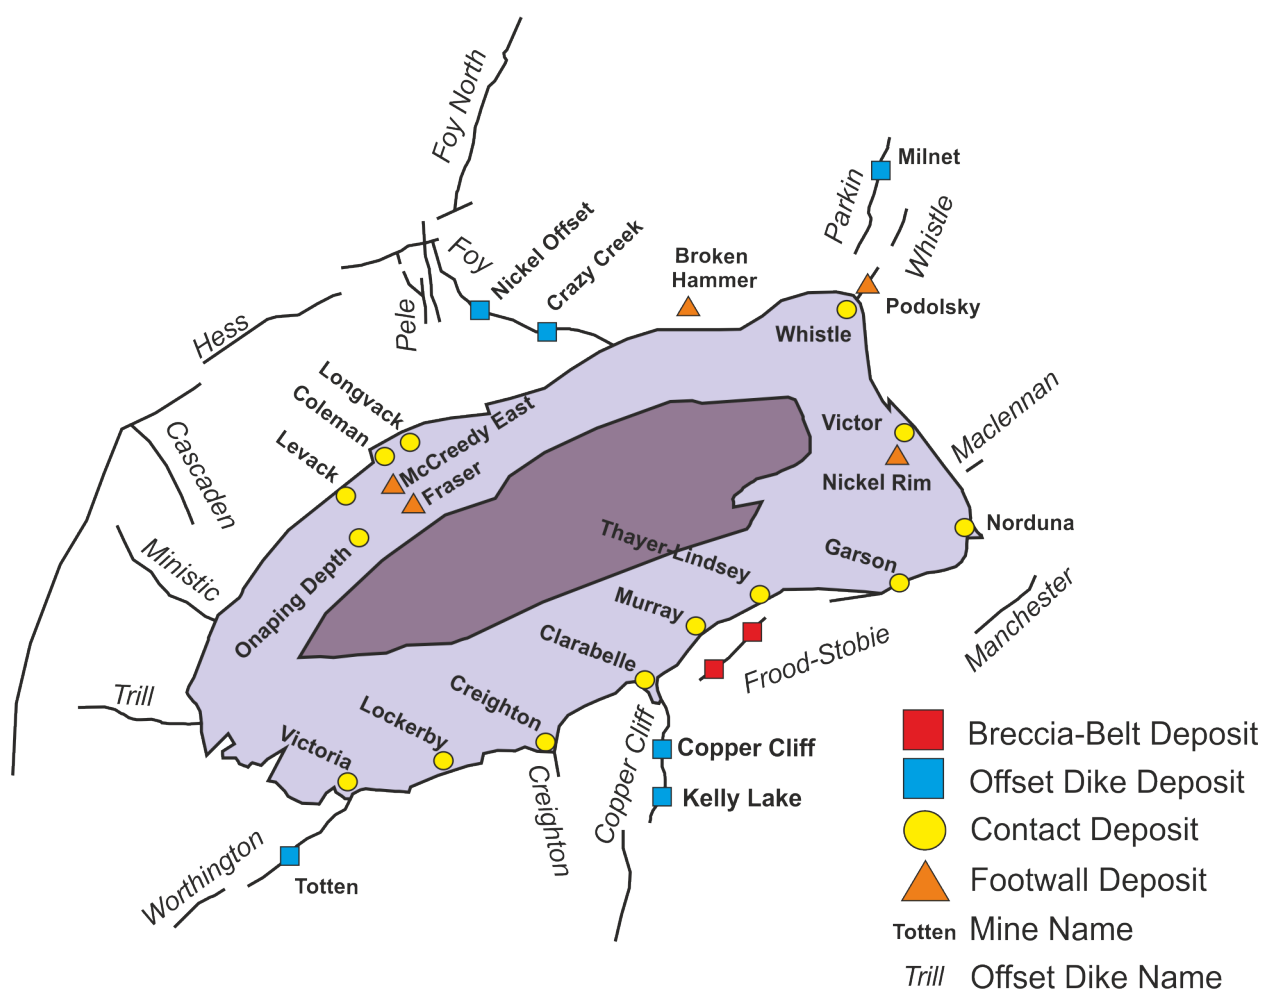 Foy North
Milnet
Parkin
Whistle
Foy
Nickel Offset
Crazy Creek
Broken
Hammer
Podolsky
Pele
Hess
Whistle
Longvack
Coleman
Levack
McCreedy East
Fraser
Victor
Maclennan
Nickel Rim
Cascaden
Norduna
Ministic
Onaping Depth
Thayer-Lindsey
Garson
Murray
Manchester
Clarabelle
Frood-Stobie
Trill
Creighton
Lockerby
Victoria
Copper Cliff
Copper Cliff
Kelly Lake
Creighton
Worthington
Totten
Breccia-Belt Deposit
Offset Dike Deposit
Contact Deposit
Footwall Deposit
Totten Mine Name
Trill Offset Dike Name